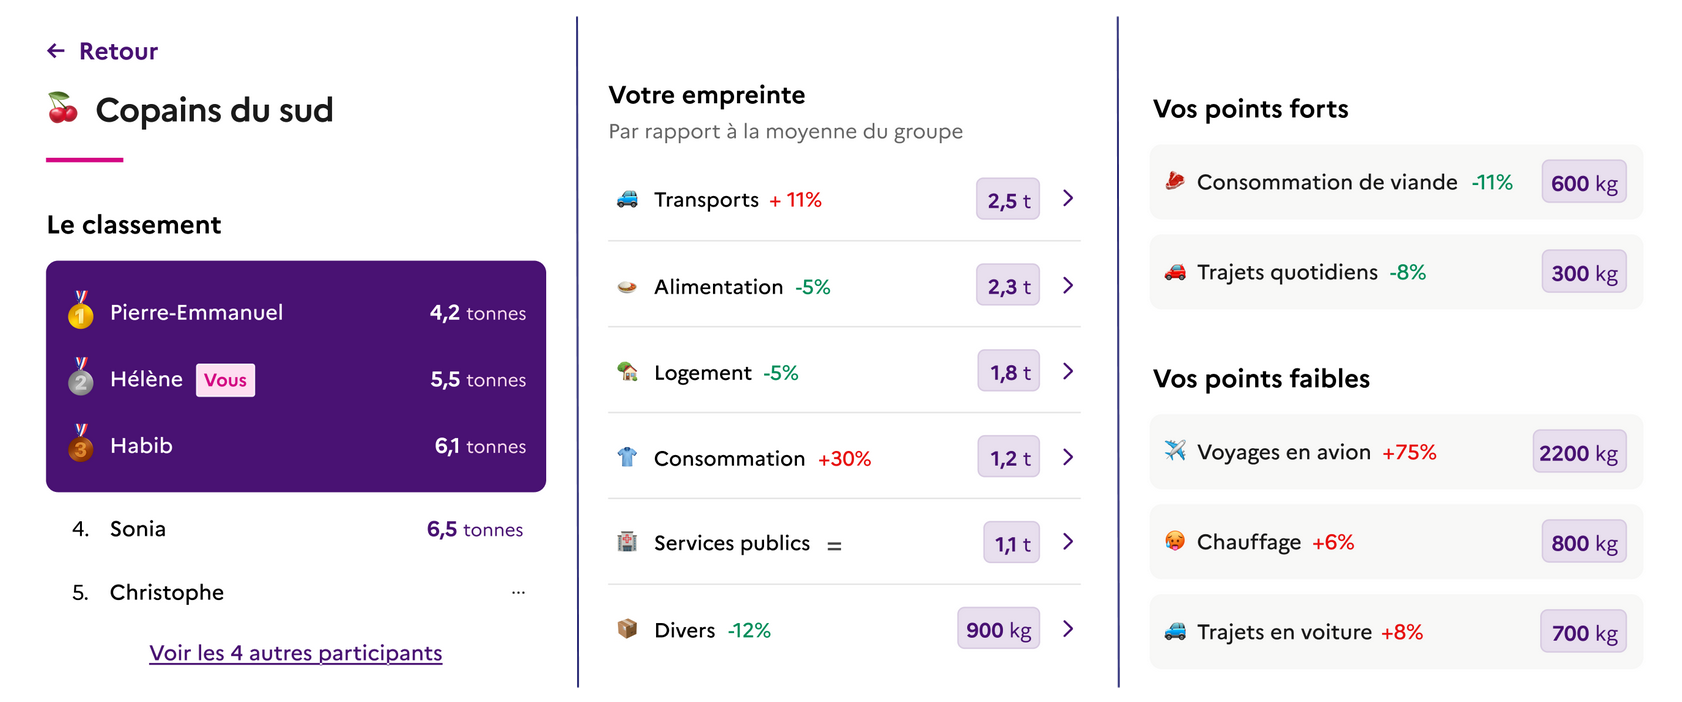 ← Retour
Copains du sud
Le classement
1 Pierre-Emmanuel 4,2 tonnes
2 Hélène Vous 5,5 tonnes
3 Habib 6,1 tonnes
4. Sonia 6,5 tonnes
5. Christophe ...
Voir les 4 autres participants
Votre empreinte
Par rapport à la moyenne du groupe
Transports + 11% 2,5 t
Alimentation -5% 2,3 t
Logement -5% 1,8 t
Consommation +30% 1,2 t
Services publics = 1,1 t
Divers -12% 900 kg
Vos points forts
Consommation de viande -11% 600 kg
Trajets quotidiens -8% 300 kg
Vos points faibles
Voyages en avion +75% 2200 kg
Chauffage +6% 800 kg
Trajets en voiture +8% 700 kg